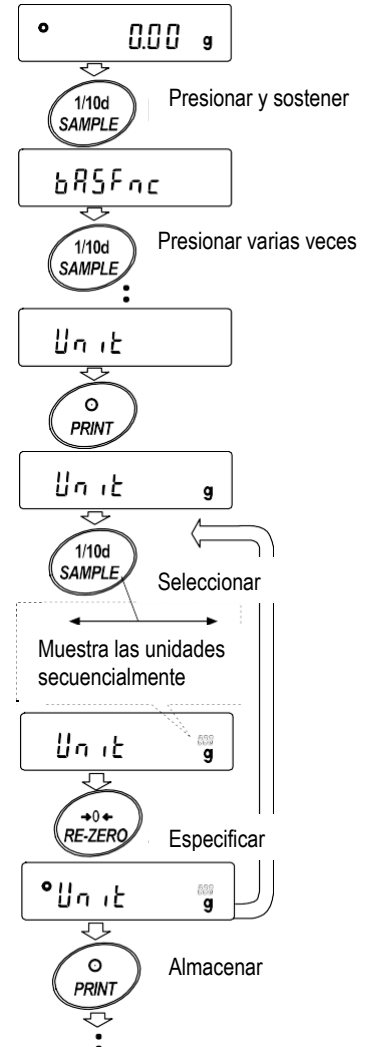 0.00 g
1/10d
SAMPLE
Presionar y sostener
bASFnc
1/10d
SAMPLE
Presionar varias veces
Unit
PRINT
Unit g
1/10d
SAMPLE
Seleccionar
Muestra las unidades
secuencialmente
Unit g
→0←
RE-ZERO
Especificar
Unit g
PRINT
Almacenar